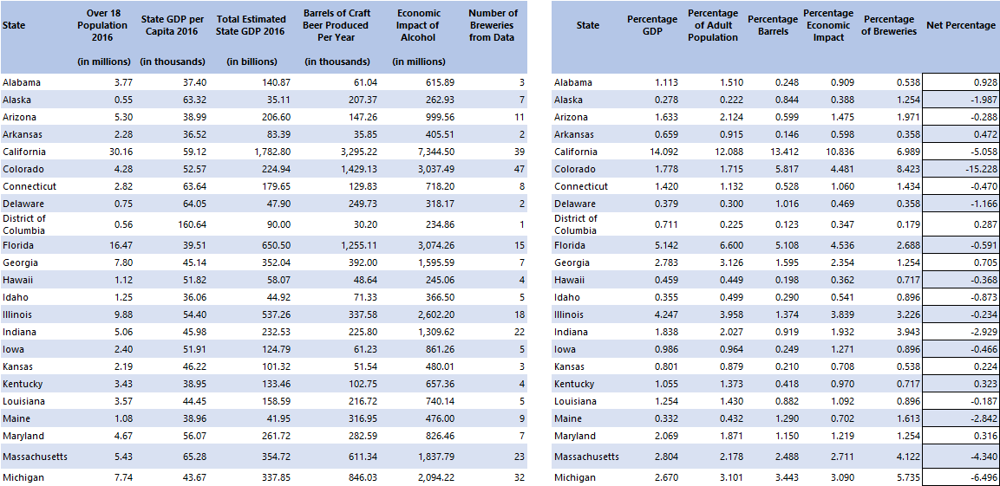 State Over 18 Population 2016 (in millions) State GDP per Capita 2016 (in thousands) Total Estimated State GDP 2016 (in billions) Barrels of Craft Beer Produced Per Year (in thousands) Economic Impact of Alcohol (in millions) Number of Breweries from Data
Alabama 3.77 37.40 140.87 61.04 615.89 3
Alaska 0.55 63.32 35.11 207.37 262.93 7
Arizona 5.30 38.99 206.60 147.26 999.56 11
Arkansas 2.28 36.52 83.39 35.85 405.51 2
California 30.16 59.12 1,782.80 3,295.22 7,344.50 39
Colorado 4.28 52.57 224.94 1,429.13 3,037.49 47
Connecticut 2.82 63.64 179.65 129.83 718.20 8
Delaware 0.75 64.05 47.90 249.73 318.17 2
District of Columbia 0.56 160.64 90.00 30.20 234.86 1
Florida 16.47 39.51 650.50 1,255.11 3,074.26 15
Georgia 7.80 45.14 352.04 392.00 1,595.59 7
Hawaii 1.12 51.82 58.07 48.64 245.06 4
Idaho 1.25 36.06 44.92 71.33 366.50 5
Illinois 9.88 54.40 537.26 337.58 2,602.20 18
Indiana 5.06 45.98 232.53 225.80 1,309.62 22
Iowa 2.40 51.91 124.79 61.23 861.26 5
Kansas 2.19 46.22 101.32 51.54 480.01 3
Kentucky 3.43 38.95 133.46 102.75 657.36 4
Louisiana 3.57 44.45 158.59 216.72 740.14 5
Maine 1.08 38.96 41.95 316.95 476.00 9
Maryland 4.67 56.07 261.72 282.59 826.46 7
Massachusetts 5.43 65.28 354.72 611.34 1,837.79 23
Michigan 7.74 43.67 337.85 846.03 2,094.22 32
State Percentage GDP Percentage of Adult Population Percentage Barrels Percentage Economic Impact Percentage of Breweries Net Percentage
Alabama 1.113 1.510 0.248 0.909 0.538 0.928
Alaska 0.278 0.222 0.844 0.388 1.254 -1.987
Arizona 1.633 2.124 0.599 1.475 1.971 -0.288
Arkansas 0.659 0.915 0.146 0.598 0.358 0.472
California 14.092 12.088 13.412 10.836 6.989 -5.058
Colorado 1.778 1.715 5.817 4.481 8.423 -15.228
Connecticut 1.420 1.132 0.528 1.060 1.434 -0.470
Delaware 0.379 0.300 1.016 0.469 0.358 -1.166
District of Columbia 0.711 0.225 0.123 0.347 0.179 0.287
Florida 5.142 6.600 5.108 4.536 2.688 -0.591
Georgia 2.783 3.126 1.595 2.354 1.254 0.705
Hawaii 0.459 0.449 0.198 0.362 0.717 -0.368
Idaho 0.355 0.499 0.290 0.541 0.896 -0.873
Illinois 4.247 3.958 1.374 3.839 3.226 -0.234
Indiana 1.838 2.027 0.919 1.932 3.943 -2.929
Iowa 0.986 0.964 0.249 1.271 0.896 -0.466
Kansas 0.801 0.879 0.210 0.708 0.538 0.224
Kentucky 1.055 1.373 0.418 0.970 0.717 0.323
Louisiana 1.254 1.430 0.882 1.092 0.896 -0.187
Maine 0.332 0.432 1.290 0.702 1.613 -2.842
Maryland 2.069 1.871 1.150 1.219 1.254 0.316
Massachusetts 2.804 2.178 2.488 2.711 4.122 -4.340
Michigan 2.670 3.101 3.443 3.090 5.735 -6.496